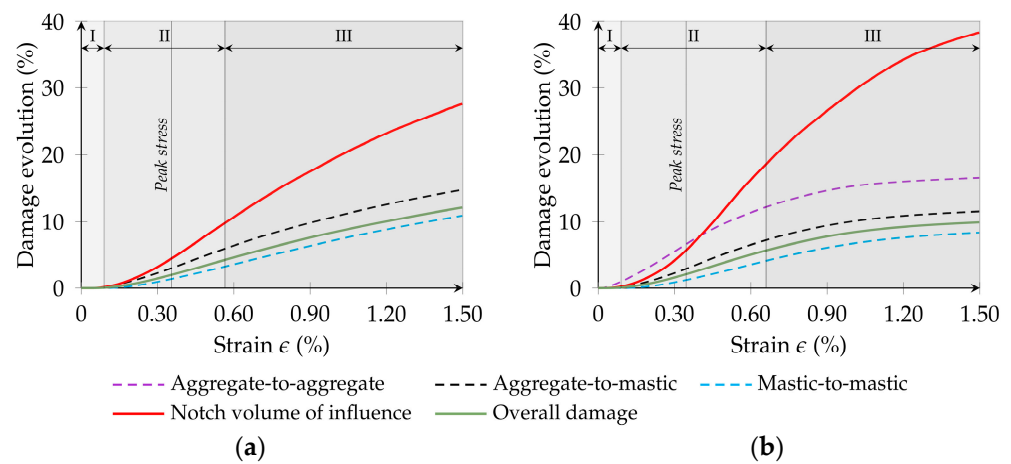 40
30
20
10
0
Damage evolution (%)
I
II
III
Peak stress
0
0.30
0.60
0.90
1.20
1.50
Strain ϵ (%)
40
30
20
10
0
Damage evolution (%)
I
II
III
Peak stress
0
0.30
0.60
0.90
1.20
1.50
Strain ϵ (%)
Aggregate-to-aggregate
Aggregate-to-mastic
Mastic-to-mastic
Notch volume of influence
Overall damage
(a)
(b)